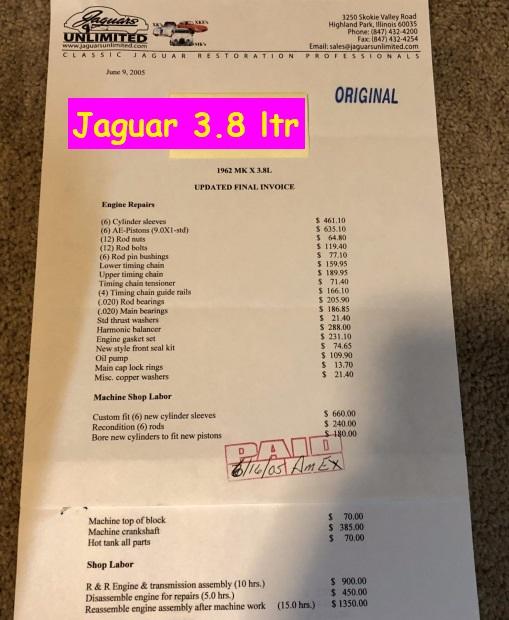 Jaguars
UNLIMITED
www.jaguarsunlimited.com
XK's
XKE's
MK's
3250 Skokie Valley Road
Highland Park, Illinois 60035
Phone: (847) 432-4200
Fax: (847) 432-4254
Email: sales@jaguarsunlimited.com
CLASSIC JAGUAR RESTORATION PROFESSIONALS
June 9, 2005
ORIGINAL
Jaguar 3.8 ltr
1962 MK X 3.8L
UPDATED FINAL INVOICE
Engine Repairs
(6) Cylinder sleeves $ 461.10
(6) AE-Pistons (9.0X1-std) $ 635.10
(12) Rod nuts $ 64.80
(12) Rod bolts $ 119.40
(6) Rod pin bushings $ 77.10
Lower timing chain $ 159.95
Upper timing chain $ 189.95
Timing chain tensioner $ 71.40
(4) Timing chain guide rails $ 166.10
(.020) Rod bearings $ 205.90
(.020) Main bearings $ 186.85
Std thrust washers $ 21.40
Harmonic balancer $ 288.00
Engine gasket set $ 231.10
New style front seal kit $ 74.65
Oil pump $ 109.90
Main cap lock rings $ 13.70
Misc. copper washers $ 21.40
Machine Shop Labor
Custom fit (6) new cylinder sleeves $ 660.00
Recondition (6) rods $ 240.00
Bore new cylinders to fit new pistons $ 180.00
PAID
6/16/05 AmEx
Machine top of block $ 70.00
Machine crankshaft $ 385.00
Hot tank all parts $ 70.00
Shop Labor
R & R Engine & transmission assembly (10 hrs.) $ 900.00
Disassemble engine for repairs (5.0 hrs.) $ 450.00
Reassemble engine assembly after machine work (15.0 hrs.) $ 1350.00